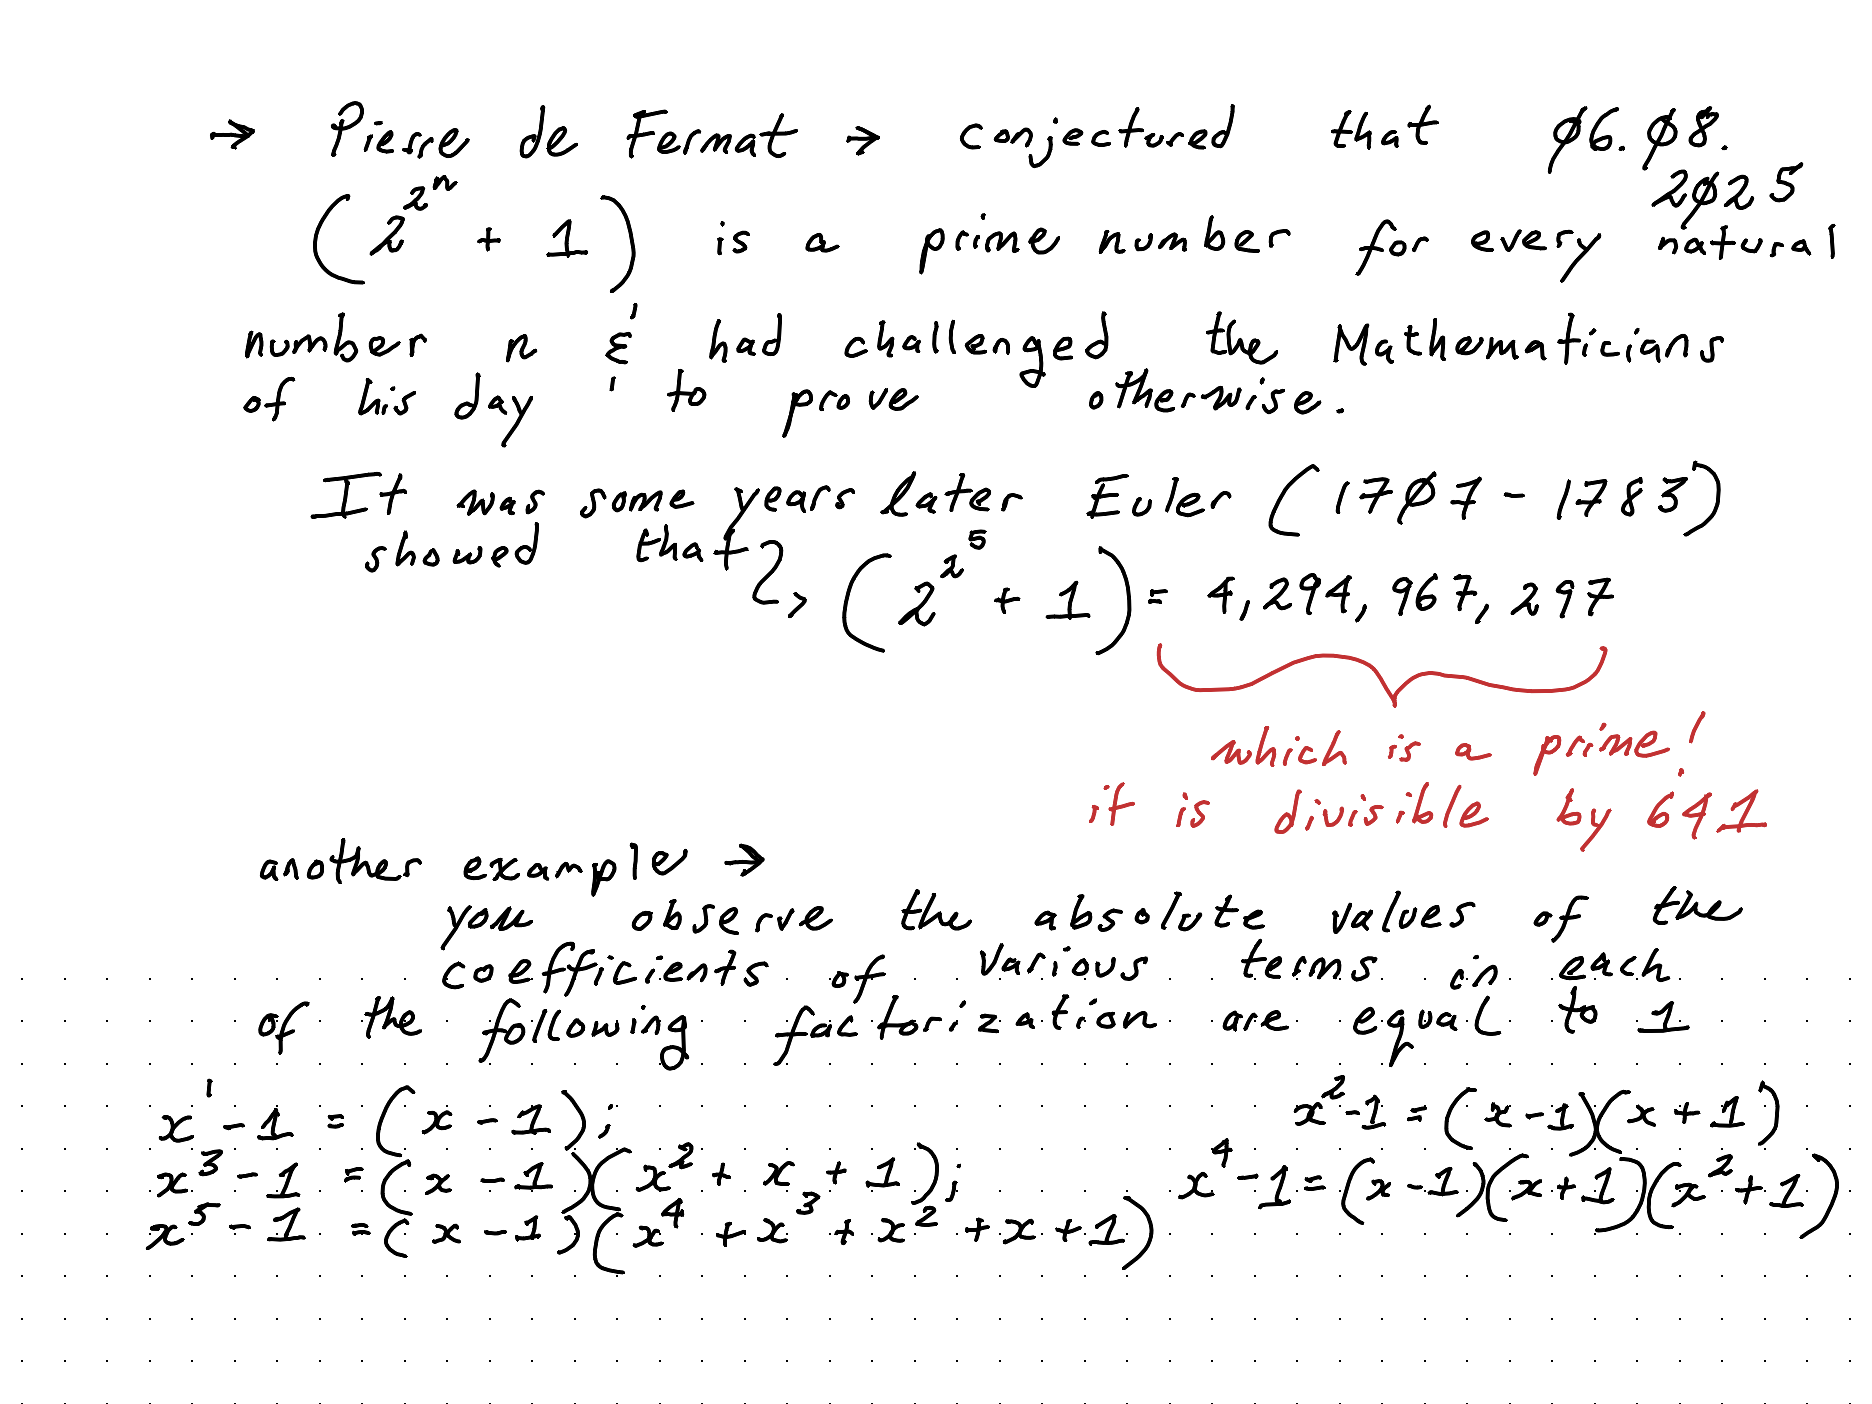 → Pierre de Fermat → conjectured that 06.08.
2025
(2^2^n + 1) is a prime number for every natural
number n & had challenged the Mathematicians
of his day to prove otherwise.
It was some years later Euler (1707 - 1783)
showed that → (2^2^5 + 1) = 4,294,967,297
which is a prime!
it is divisible by 641
another example →
you observe the absolute values of the
coefficients of various terms in each
of the following factorization are equal to 1
x^1 - 1 = (x - 1); x^2 - 1 = (x - 1)(x + 1)
x^3 - 1 = (x - 1)(x^2 + x + 1); x^4 - 1 = (x - 1)(x + 1)(x^2 + 1)
x^5 - 1 = (x - 1)(x^4 + x^3 + x^2 + x + 1)